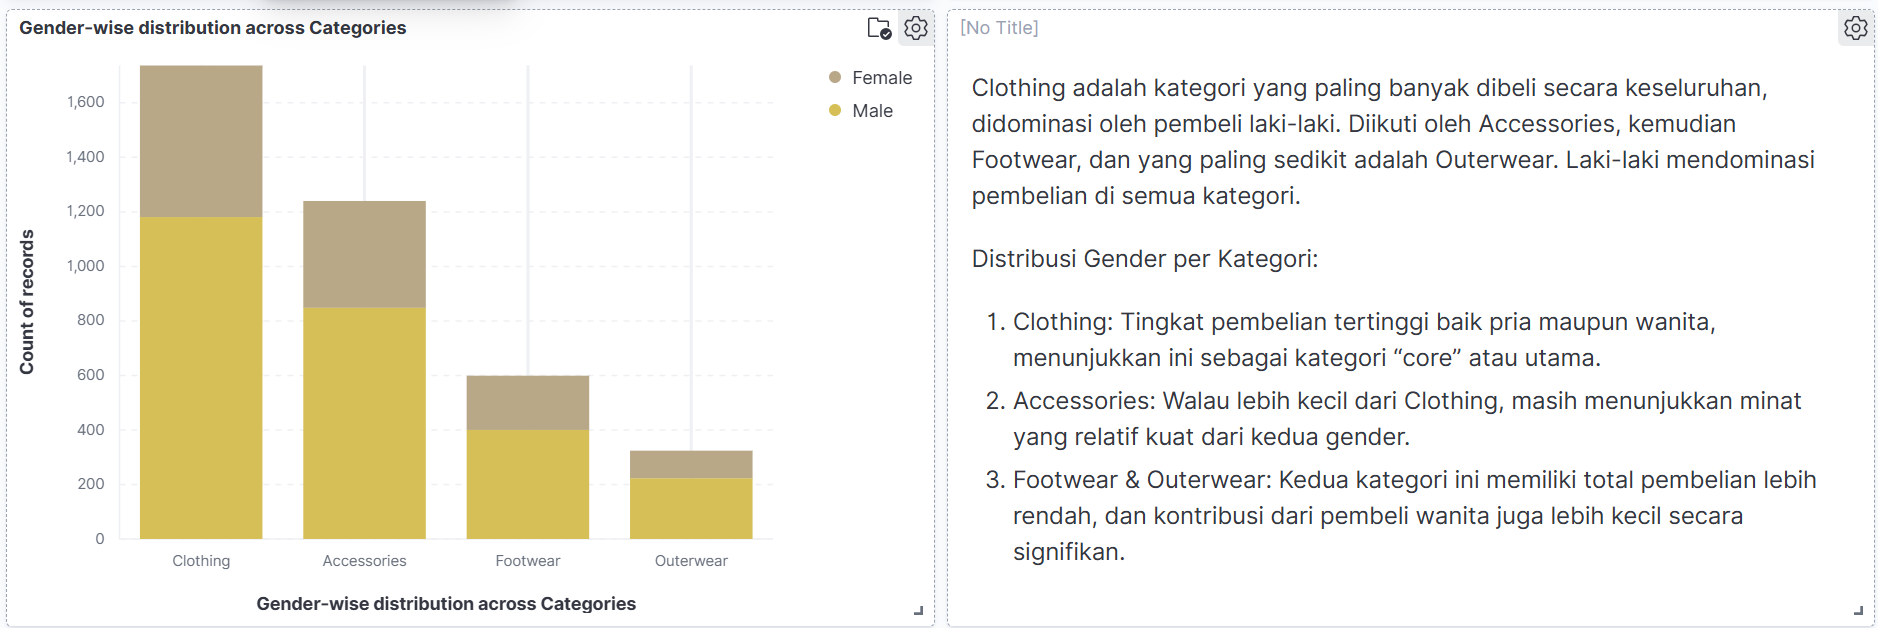 Gender-wise distribution across Categories
Female
Male
1,600
1,400
1,200
1,000
800
600
400
200
0
Count of records
Clothing
Accessories
Footwear
Outerwear
Gender-wise distribution across Categories
[No Title]
Clothing adalah kategori yang paling banyak dibeli secara keseluruhan,
didominasi oleh pembeli laki-laki. Diikuti oleh Accessories, kemudian
Footwear, dan yang paling sedikit adalah Outerwear. Laki-laki mendominasi
pembelian di semua kategori.
Distribusi Gender per Kategori:
1. Clothing: Tingkat pembelian tertinggi baik pria maupun wanita,
menunjukkan ini sebagai kategori “core” atau utama.
2. Accessories: Walau lebih kecil dari Clothing, masih menunjukkan minat
yang relatif kuat dari kedua gender.
3. Footwear & Outerwear: Kedua kategori ini memiliki total pembelian lebih
rendah, dan kontribusi dari pembeli wanita juga lebih kecil secara
signifikan.